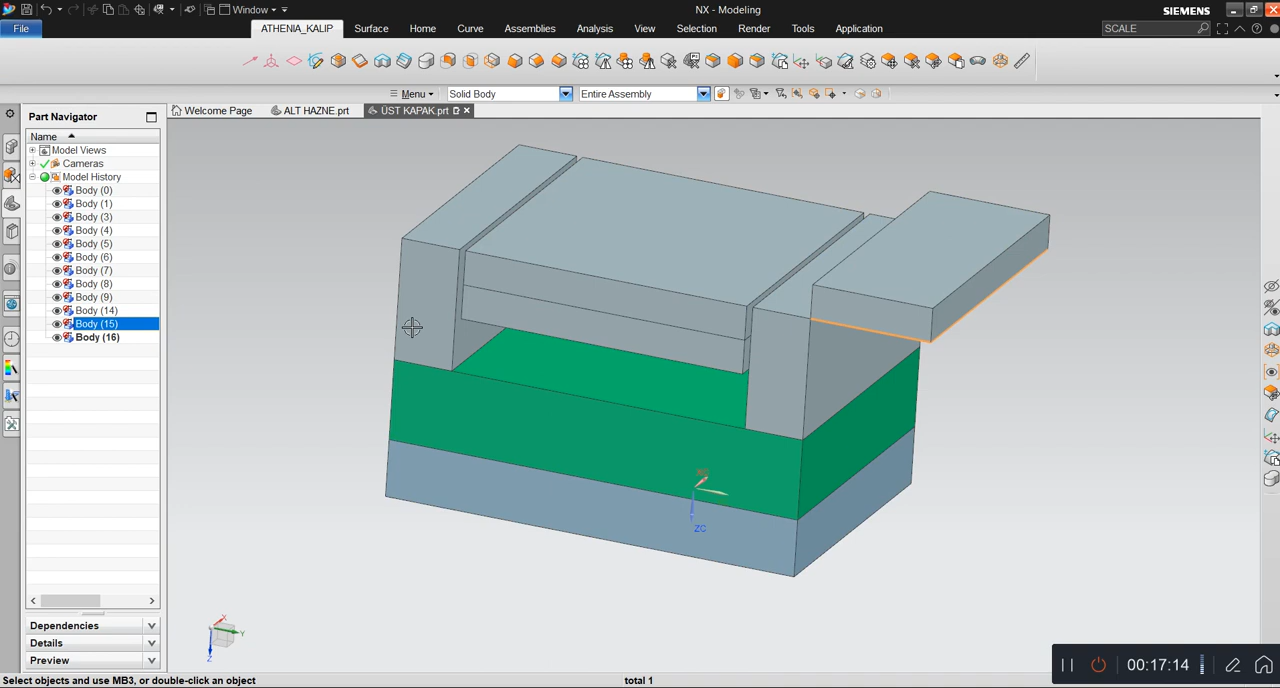 Window
NX - Modeling
SIEMENS
File
ATHENIA_KALIP
Surface
Home
Curve
Assemblies
Analysis
View
Selection
Render
Tools
Application
SCALE
Menu
Solid Body
Entire Assembly
Part Navigator
Welcome Page
ALT HAZNE.prt
ÜST KAPAK.prt
Name
Model Views
Cameras
Model History
Body (0)
Body (1)
Body (3)
Body (4)
Body (5)
Body (6)
Body (7)
Body (8)
Body (9)
Body (14)
Body (15)
Body (16)
ZC
X
Y
Z
Dependencies
Details
Preview
00:17:14
Select objects and use MB3, or double-click an object
total 1